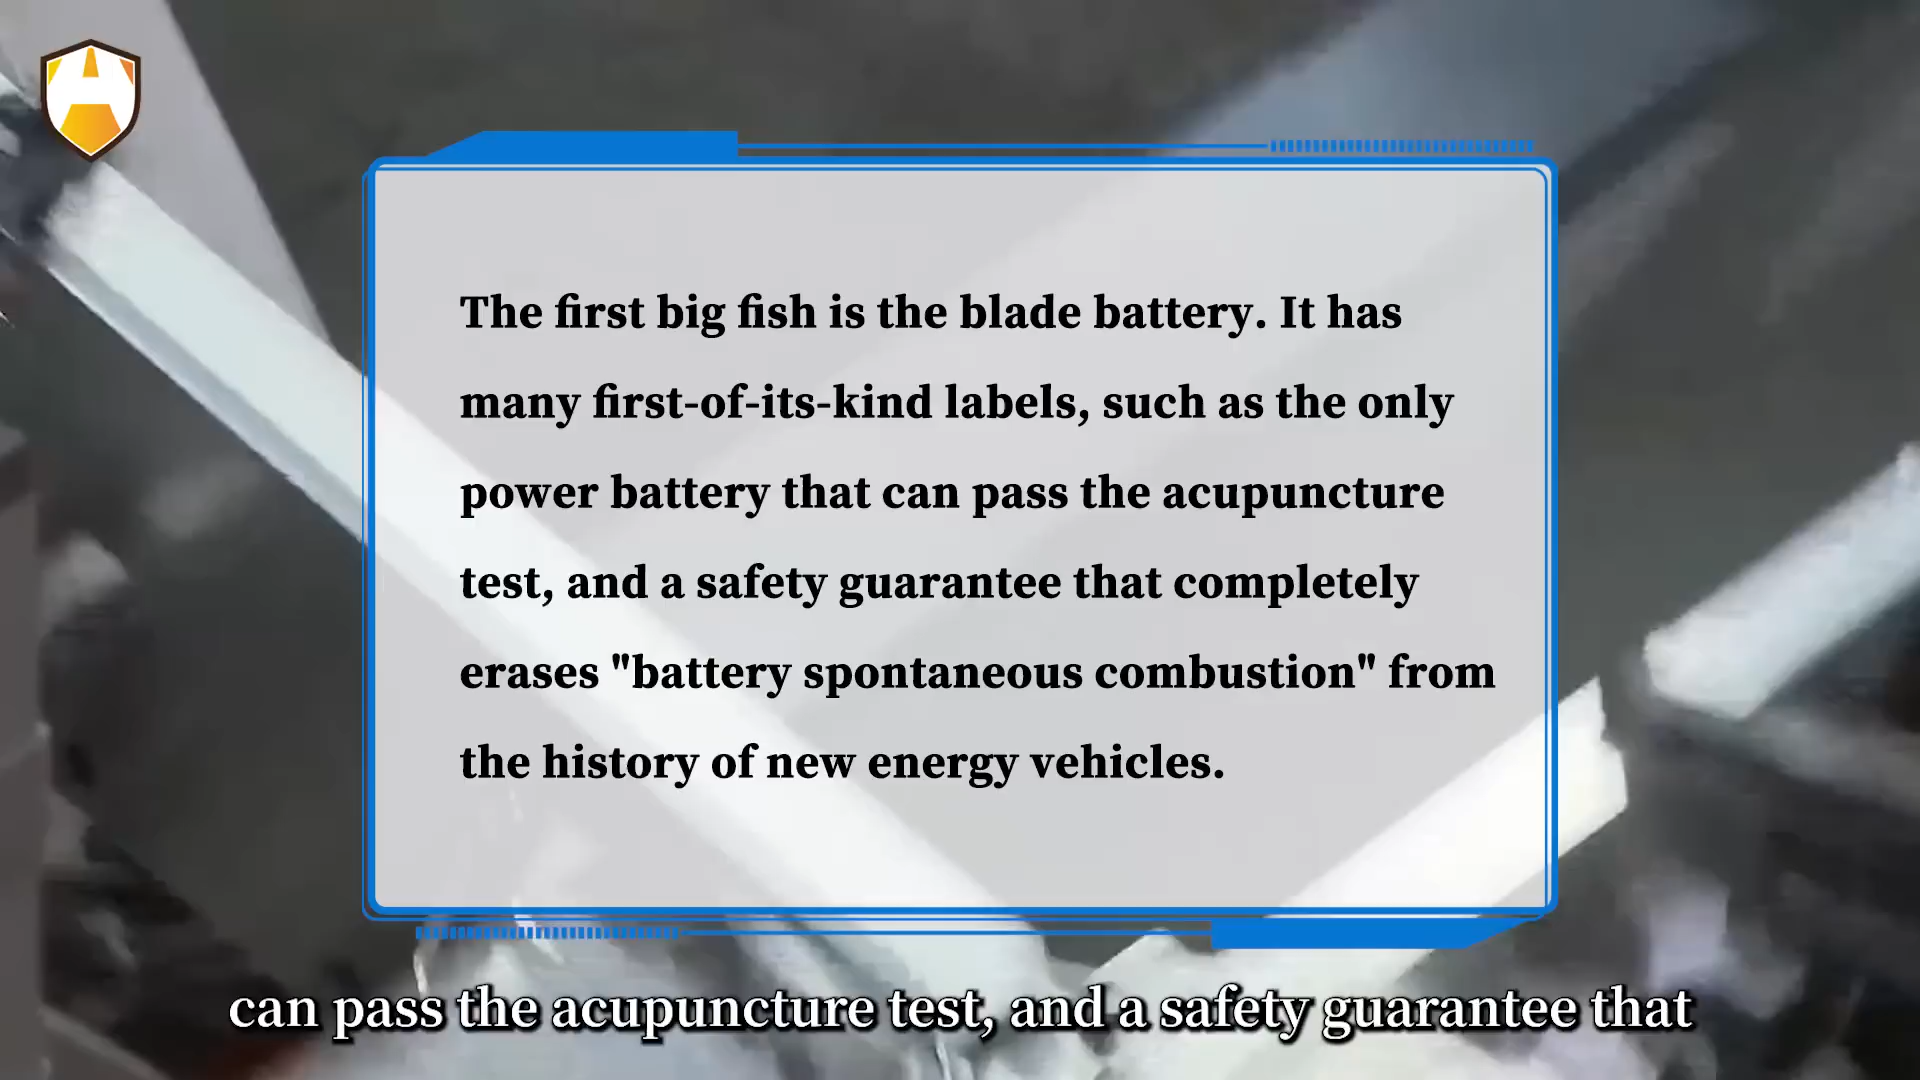 The first big fish is the blade battery. It has
many first-of-its-kind labels, such as the only
power battery that can pass the acupuncture
test, and a safety guarantee that completely
erases "battery spontaneous combustion" from
the history of new energy vehicles.
can pass the acupuncture test, and a safety guarantee that